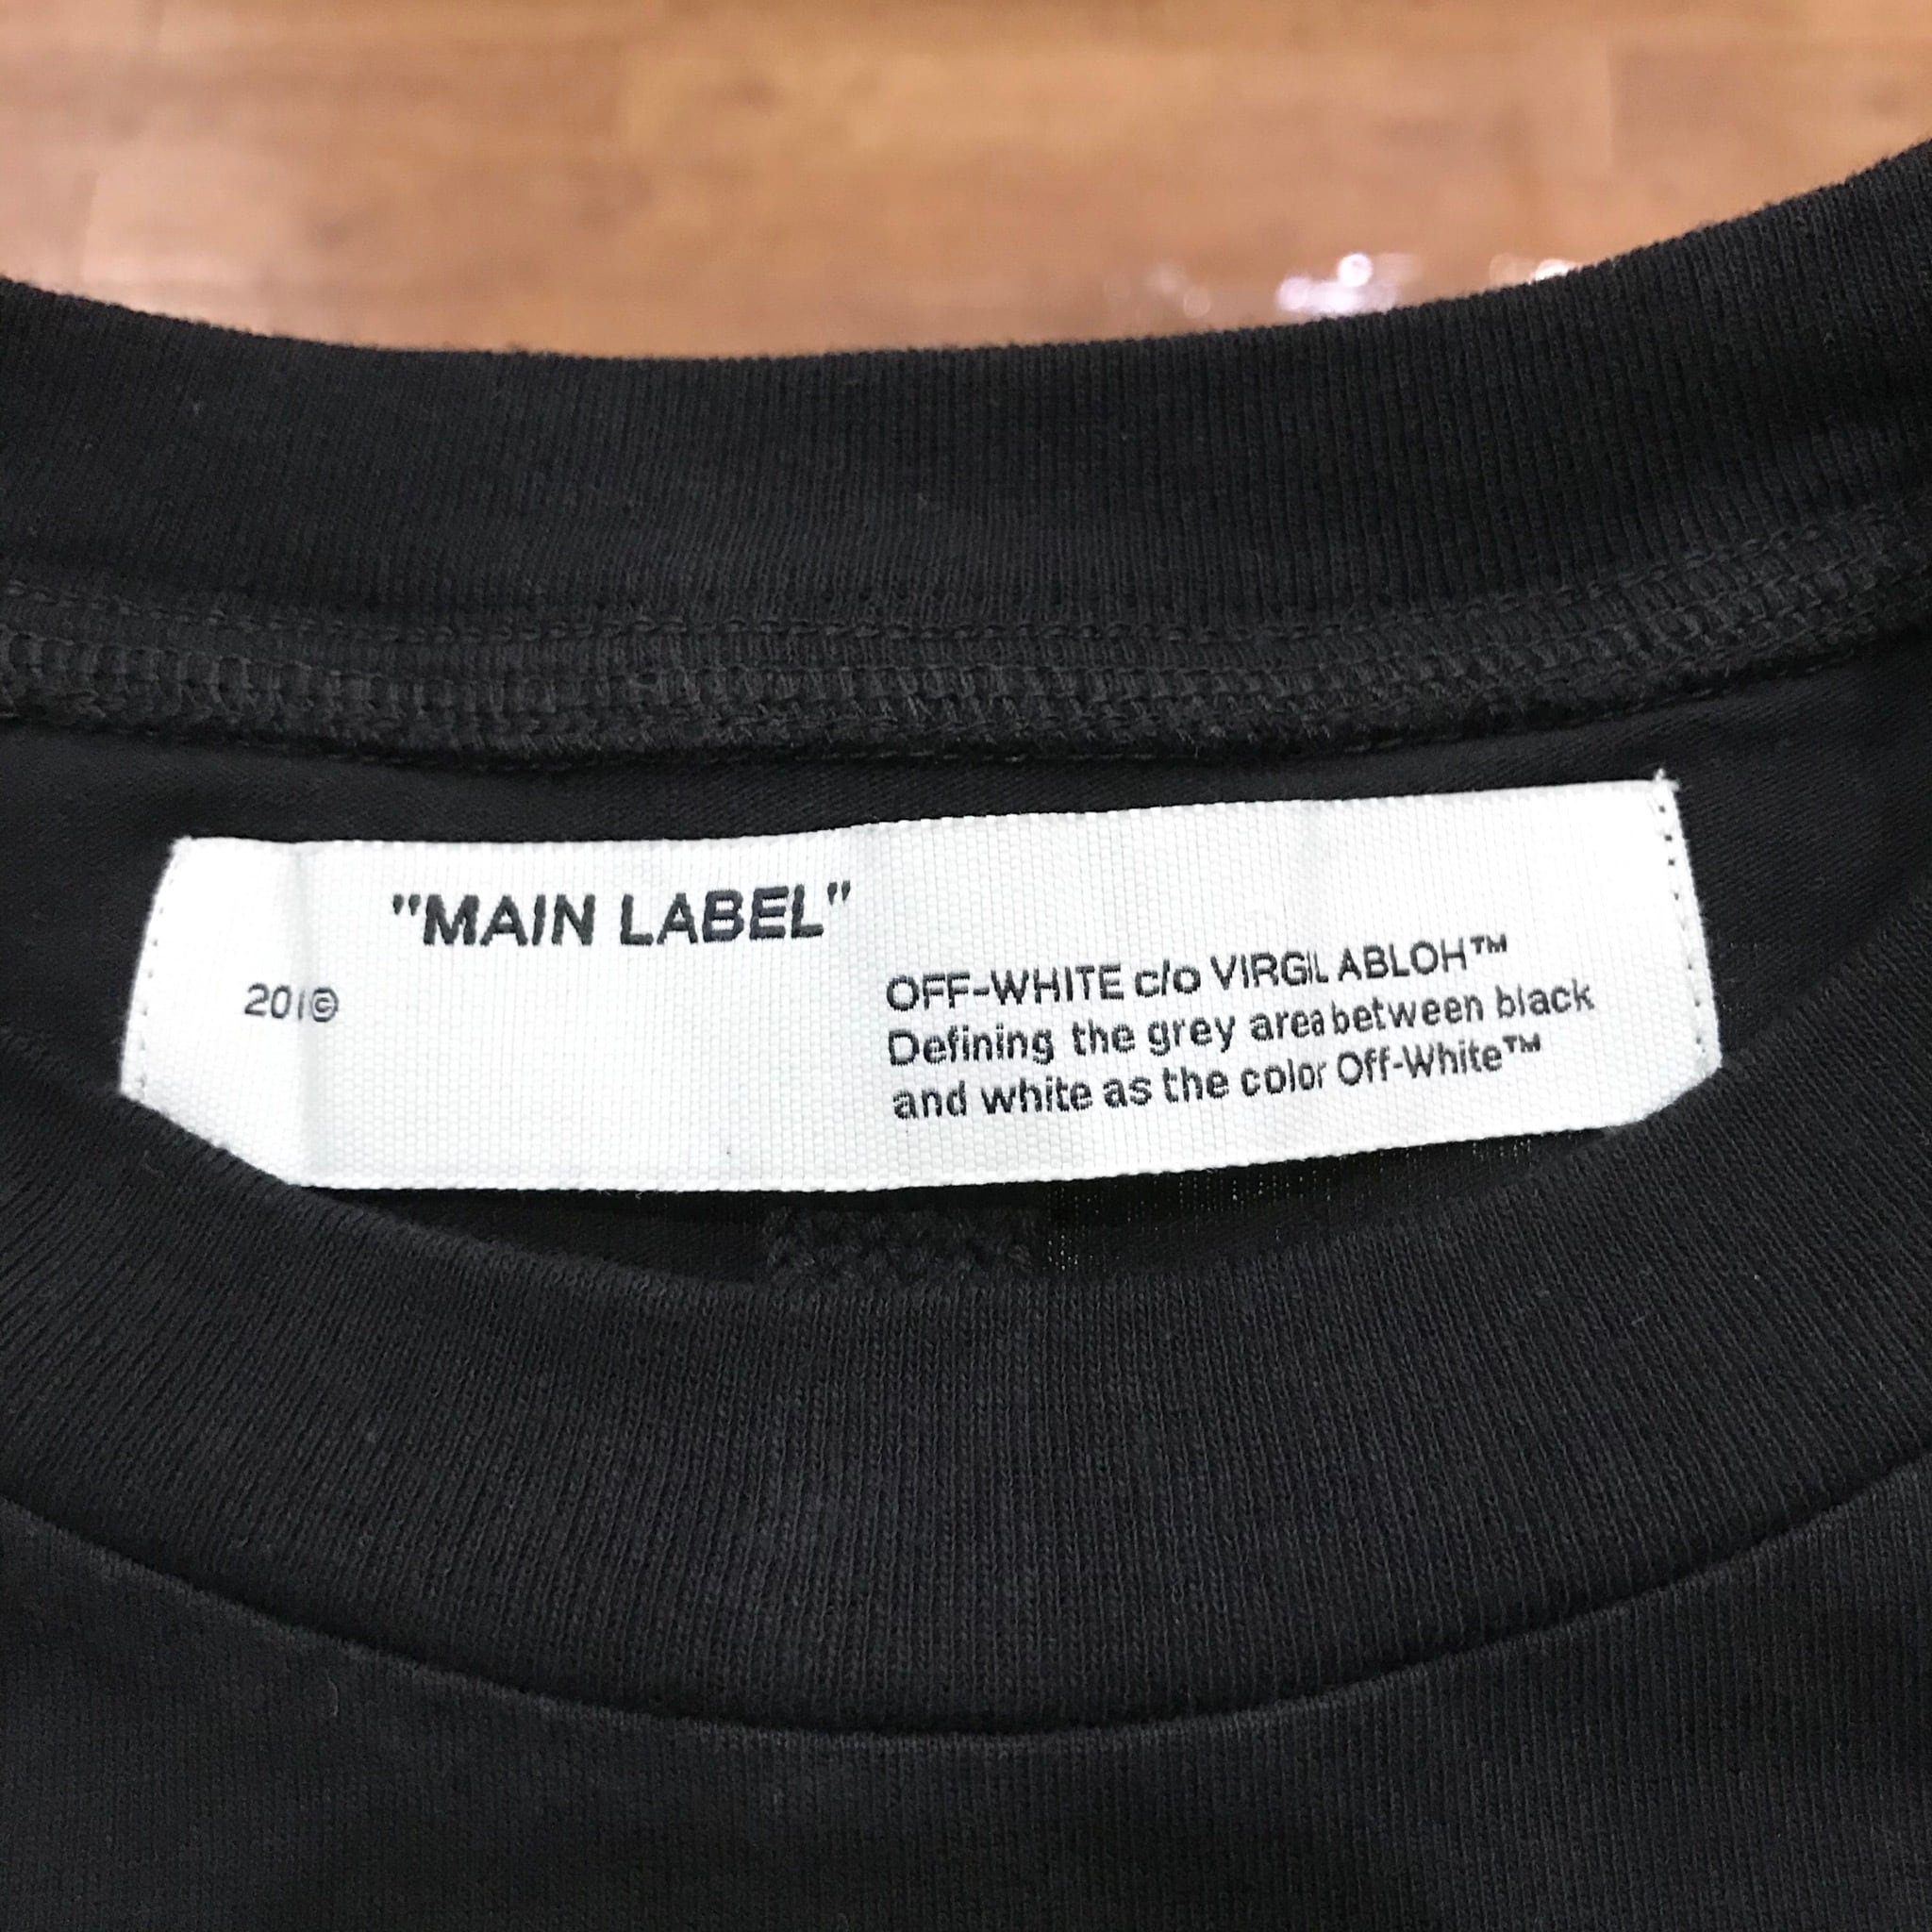 "MAIN LABEL"
201©
OFF-WHITE c/o VIRGIL ABLOH™
Defining the grey area between black
and white as the color Off-White™